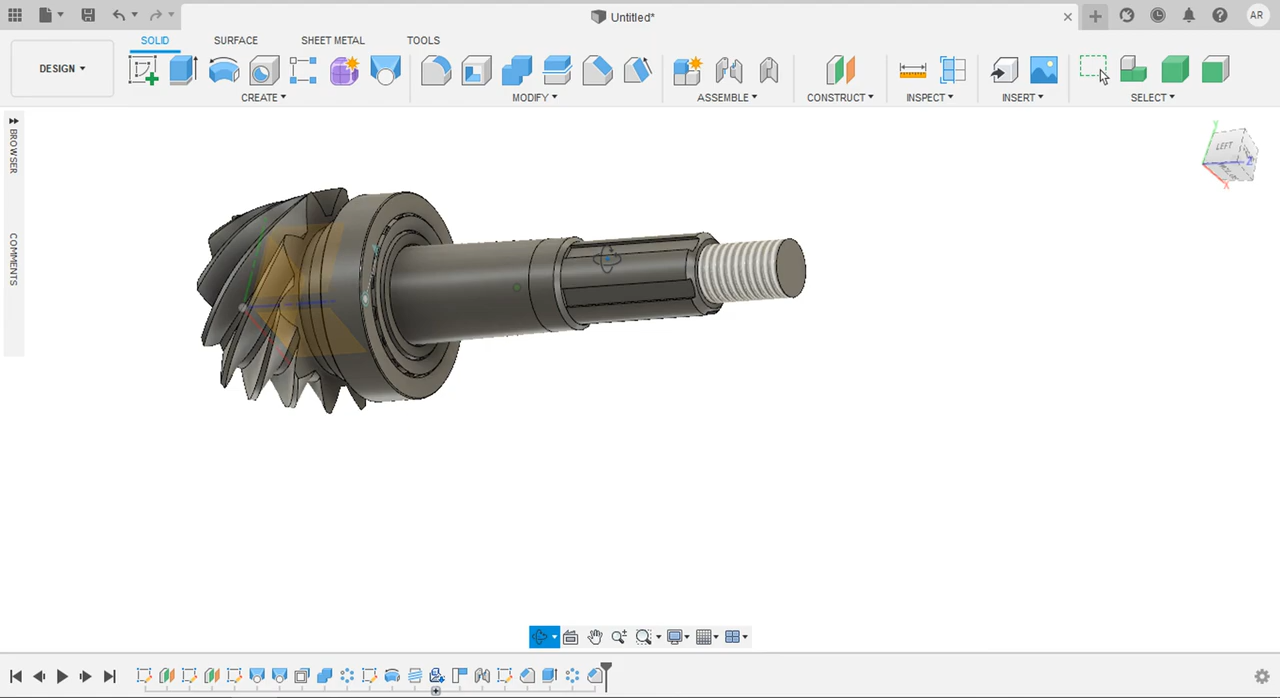 Untitled*
AR
DESIGN
SOLID
SURFACE
SHEET METAL
TOOLS
CREATE
MODIFY
ASSEMBLE
CONSTRUCT
INSPECT
INSERT
SELECT
BROWSER
COMMENTS
Y
LEFT
Z
X